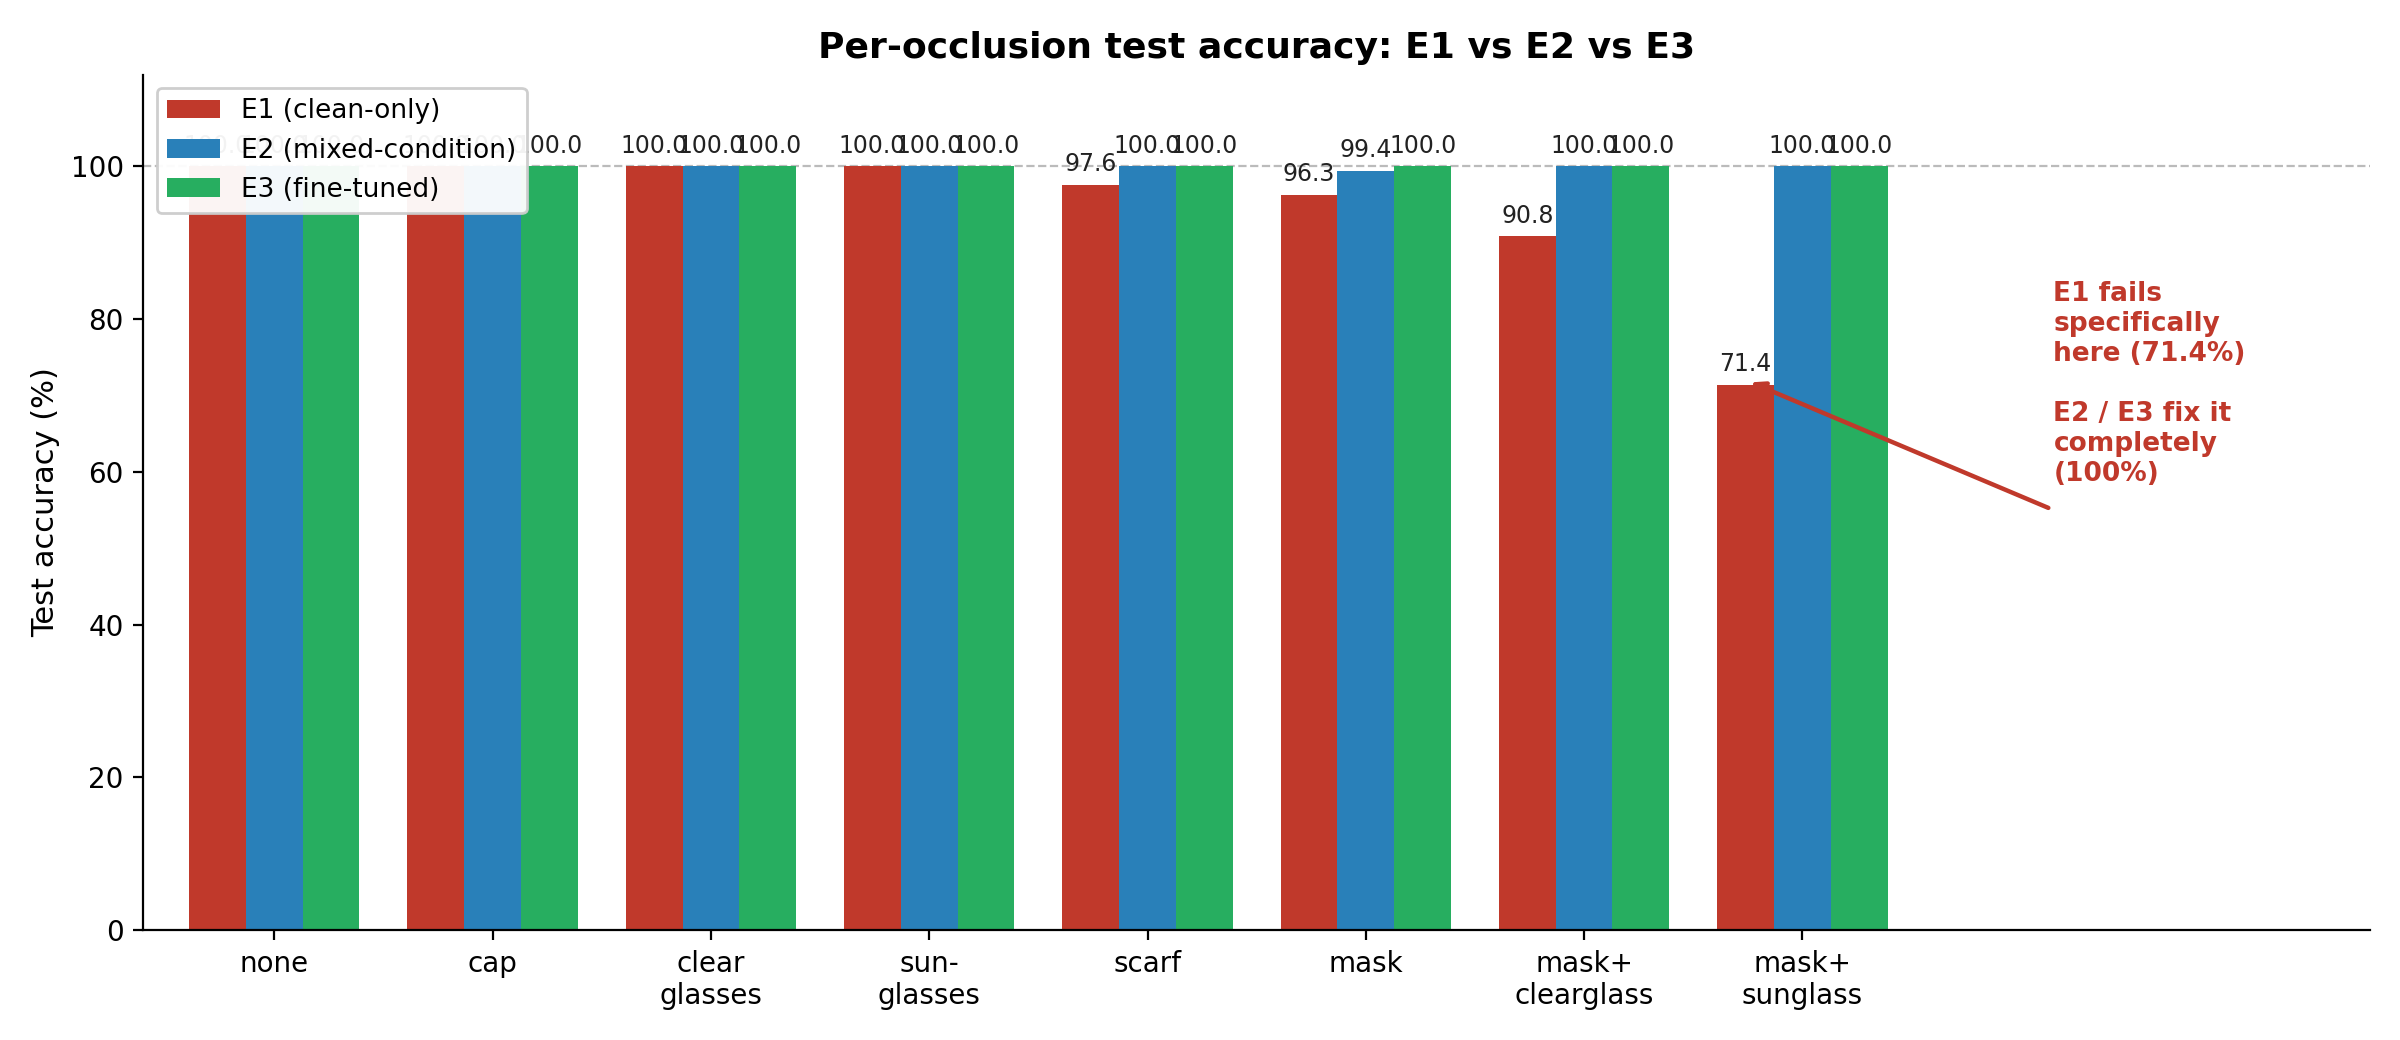 Per-occlusion test accuracy: E1 vs E2 vs E3
E1 (clean-only)
E2 (mixed-condition)
E3 (fine-tuned)
100.0
100.0 100.0 100.0
100.0 100.0 100.0
97.6 100.0 100.0
96.3 99.4 100.0
90.8 100.0 100.0
71.4 100.0 100.0
E1 fails
specifically
here (71.4%)
E2 / E3 fix it
completely
(100%)
Test accuracy (%)
100
80
60
40
20
0
none
cap
clear
glasses
sun-
glasses
scarf
mask
mask+
clearglass
mask+
sunglass